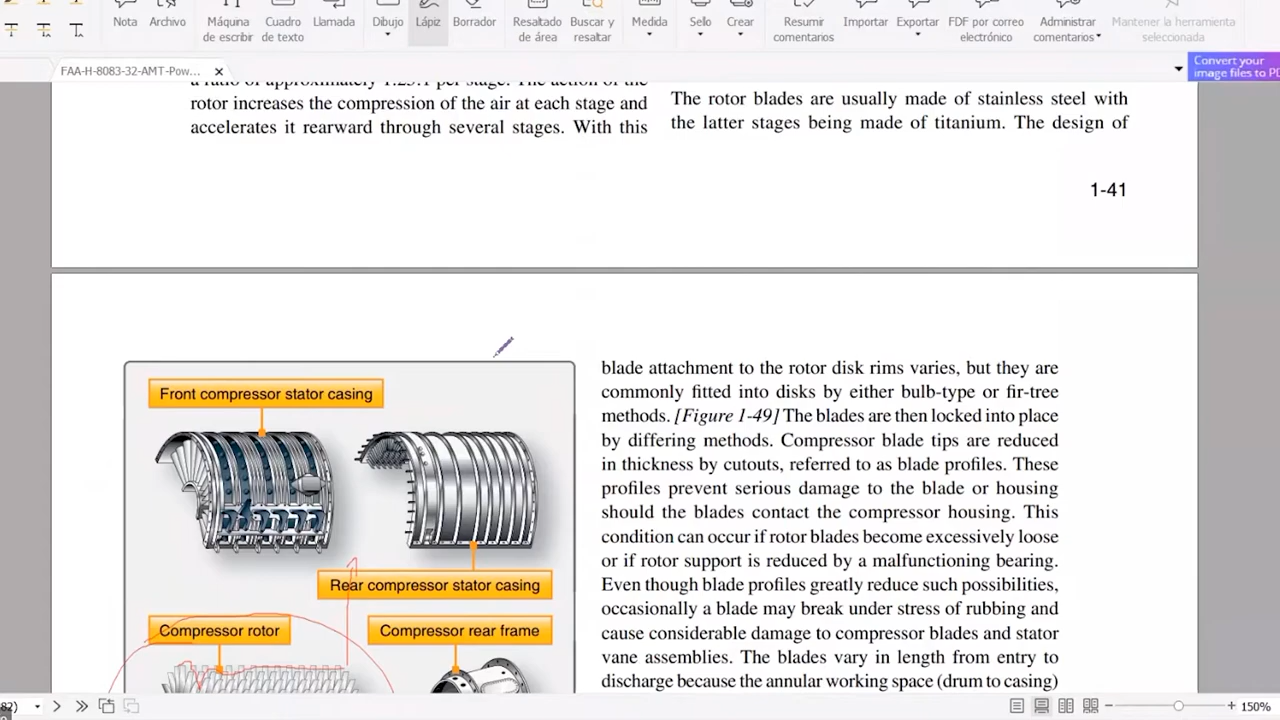 Nota
Archivo
Máquina
de escribir
Cuadro
de texto
Llamada
Dibujo
Lápiz
Borrador
Resaltado
de área
Buscar y
resaltar
Medida
Sello
Crear
Resumir
comentarios
Importar
Exportar
FDF por correo
electrónico
Administrar
comentarios
Mantener la herramienta
seleccionada
FAA-H-8083-32-AMT-Pow...
Convert your
image files to PD
rotor increases the compression of the air at each stage and
accelerates it rearward through several stages. With this
The rotor blades are usually made of stainless steel with
the latter stages being made of titanium. The design of
1-41
Front compressor stator casing
Rear compressor stator casing
Compressor rotor
Compressor rear frame
blade attachment to the rotor disk rims varies, but they are
commonly fitted into disks by either bulb-type or fir-tree
methods. [Figure 1-49] The blades are then locked into place
by differing methods. Compressor blade tips are reduced
in thickness by cutouts, referred to as blade profiles. These
profiles prevent serious damage to the blade or housing
should the blades contact the compressor housing. This
condition can occur if rotor blades become excessively loose
or if rotor support is reduced by a malfunctioning bearing.
Even though blade profiles greatly reduce such possibilities,
occasionally a blade may break under stress of rubbing and
cause considerable damage to compressor blades and stator
vane assemblies. The blades vary in length from entry to
discharge because the annular working space (drum to casing)
82)
150%